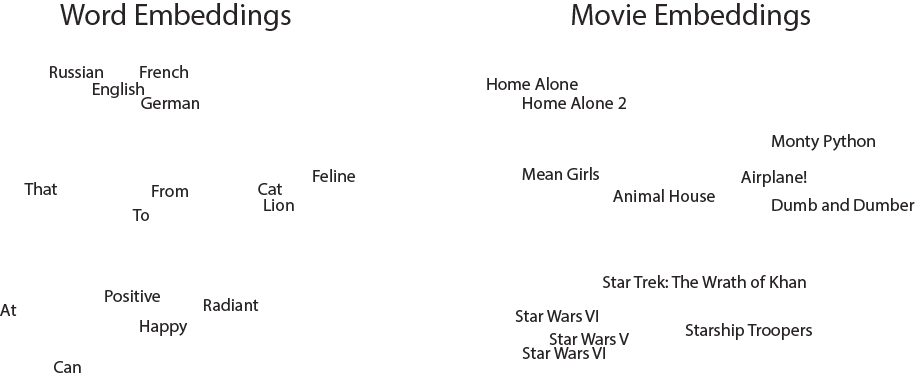 Word Embeddings
Russian
French
English
German
Feline
That
From
Cat
Lion
To
Positive
Radiant
At
Happy
Can
Movie Embeddings
Home Alone
Home Alone 2
Monty Python
Mean Girls
Airplane!
Animal House
Dumb and Dumber
Star Trek: The Wrath of Khan
Star Wars VI
Starship Troopers
Star Wars V
Star Wars VI